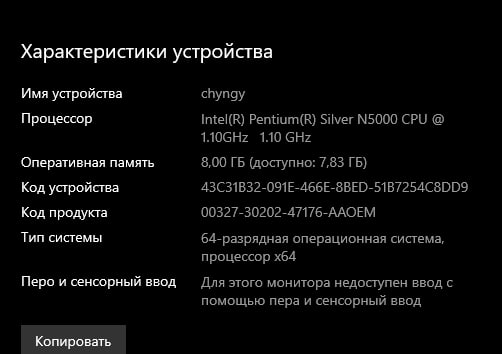 Характеристики устройства
Имя устройства chyngy
Процессор Intel(R) Pentium(R) Silver N5000 CPU @
1.10GHz 1.10 GHz
Оперативная память 8,00 ГБ (доступно: 7,83 ГБ)
Код устройства 43C31B32-091E-466E-8BED-51B7254C8DD9
Код продукта 00327-30202-47176-AAOEM
Тип системы 64-разрядная операционная система,
процессор x64
Перо и сенсорный ввод Для этого монитора недоступен ввод с
помощью пера и сенсорный ввод
Копировать